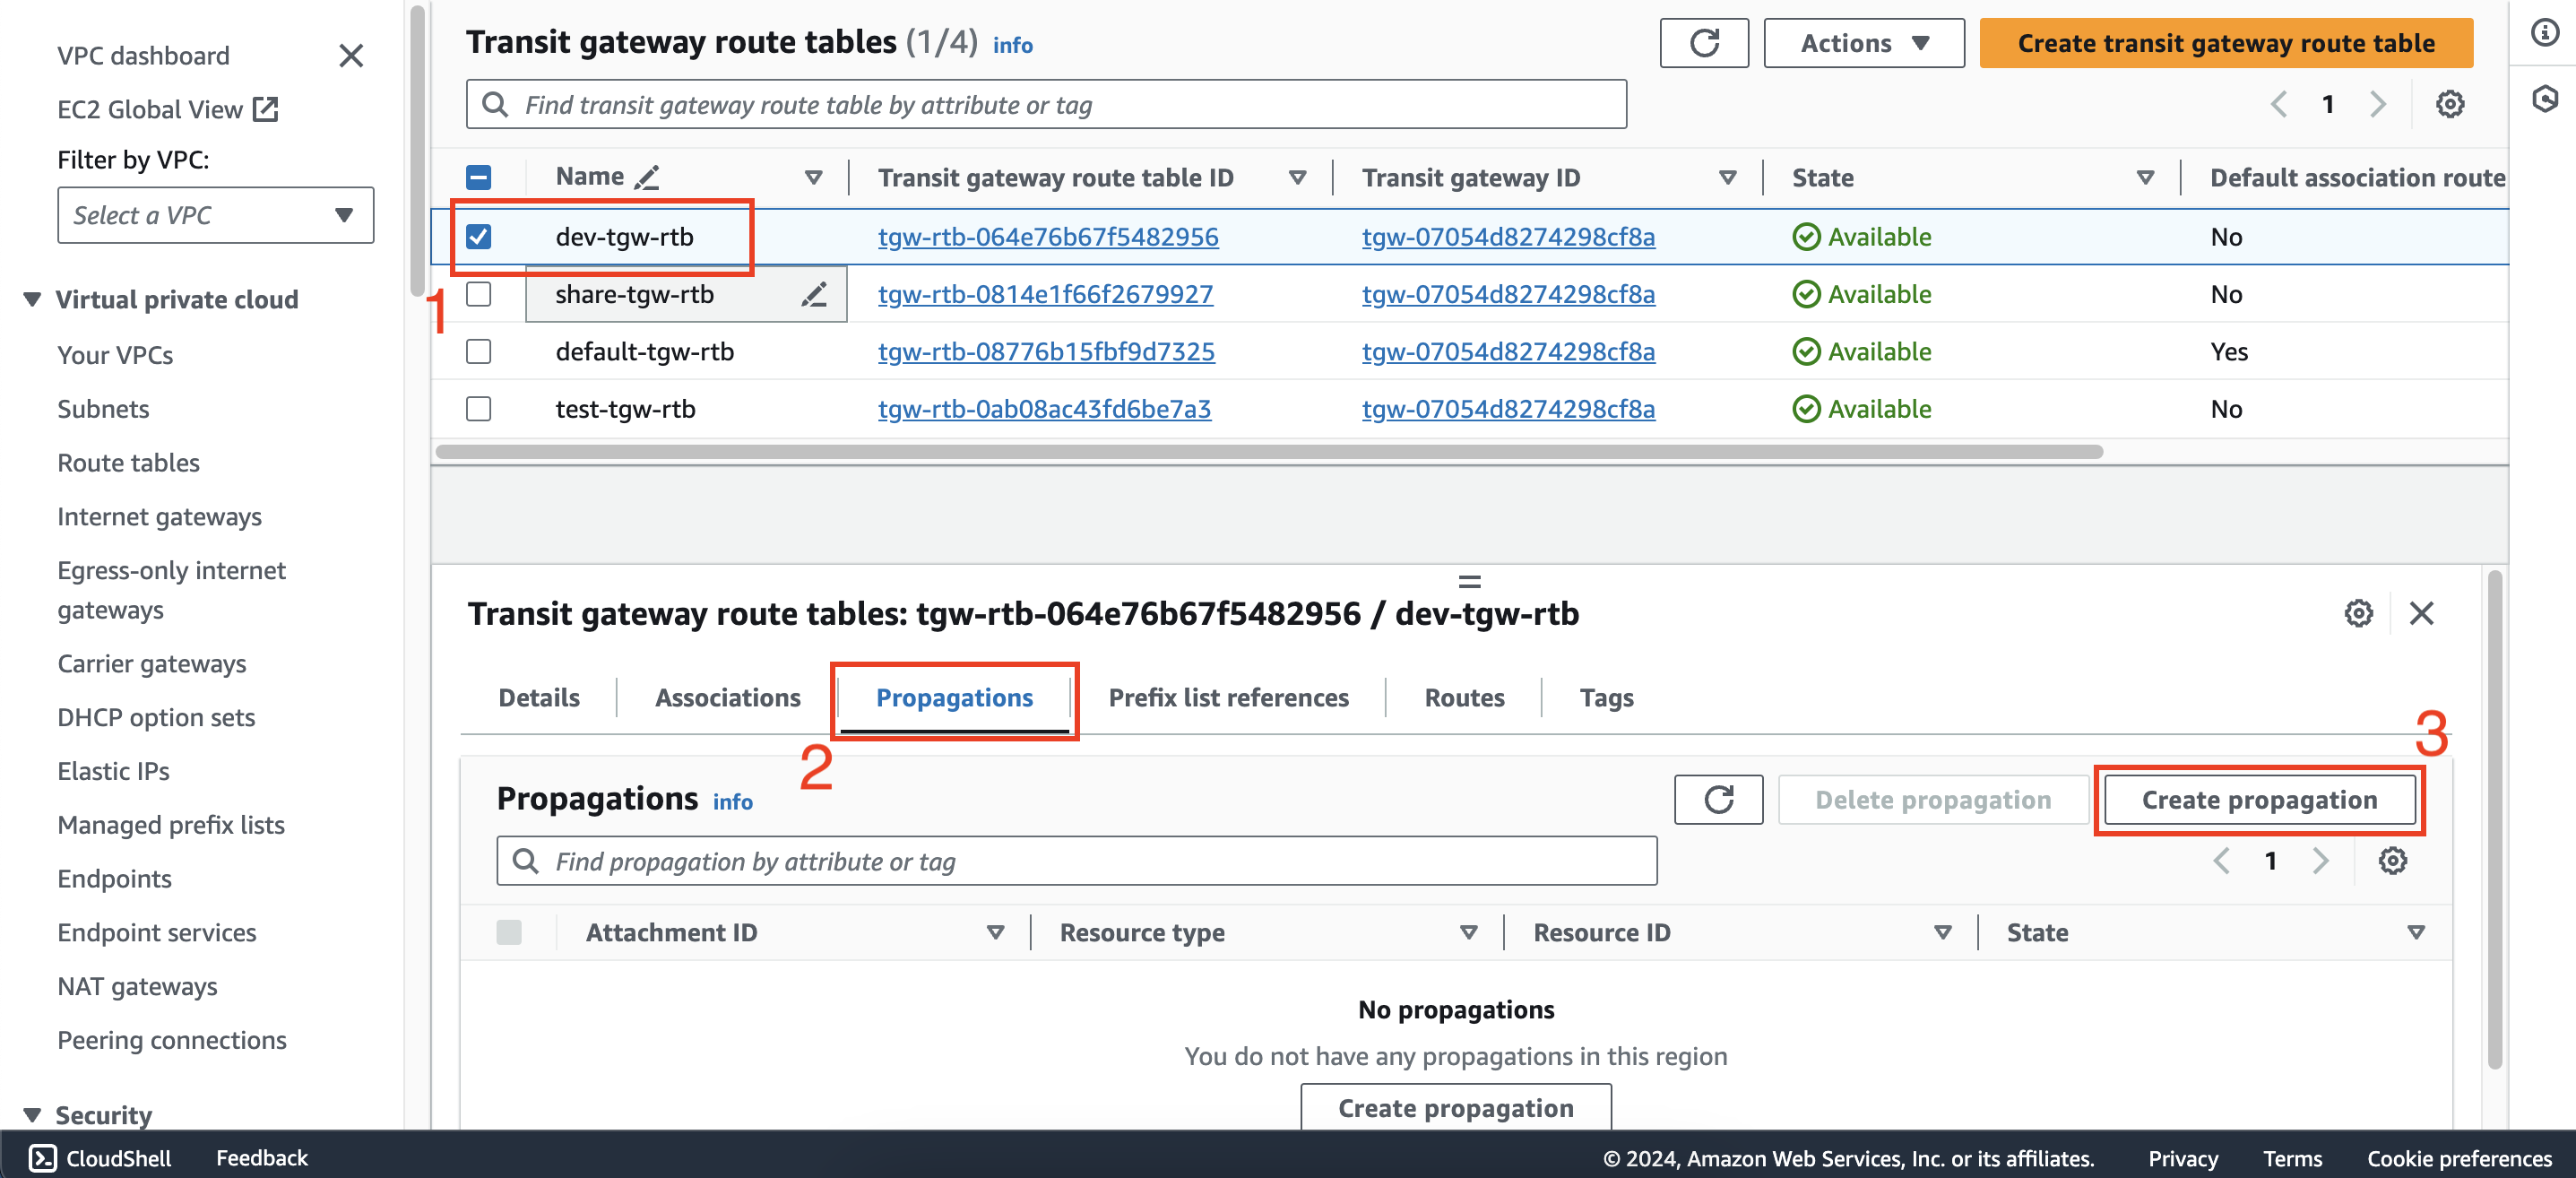 VPC dashboard
EC2 Global View
Filter by VPC:
Select a VPC
Virtual private cloud
Your VPCs
Subnets
Route tables
Internet gateways
Egress-only internet
gateways
Carrier gateways
DHCP option sets
Elastic IPs
Managed prefix lists
Endpoints
Endpoint services
NAT gateways
Peering connections
Security
Transit gateway route tables (1/4) info
Actions
Create transit gateway route table
Find transit gateway route table by attribute or tag
1
Name Transit gateway route table ID Transit gateway ID State Default association route
dev-tgw-rtb tgw-rtb-064e76b67f5482956 tgw-07054d8274298cf8a Available No
1
share-tgw-rtb tgw-rtb-0814e1f66f2679927 tgw-07054d8274298cf8a Available No
default-tgw-rtb tgw-rtb-08776b15fbf9d7325 tgw-07054d8274298cf8a Available Yes
test-tgw-rtb tgw-rtb-0ab08ac43fd6be7a3 tgw-07054d8274298cf8a Available No
Transit gateway route tables: tgw-rtb-064e76b67f5482956 / dev-tgw-rtb
Details Associations Propagations Prefix list references Routes Tags
2
3
Propagations info
Delete propagation
Create propagation
Find propagation by attribute or tag
1
Attachment ID Resource type Resource ID State
No propagations
You do not have any propagations in this region
Create propagation
CloudShell Feedback © 2024, Amazon Web Services, Inc. or its affiliates. Privacy Terms Cookie preferences